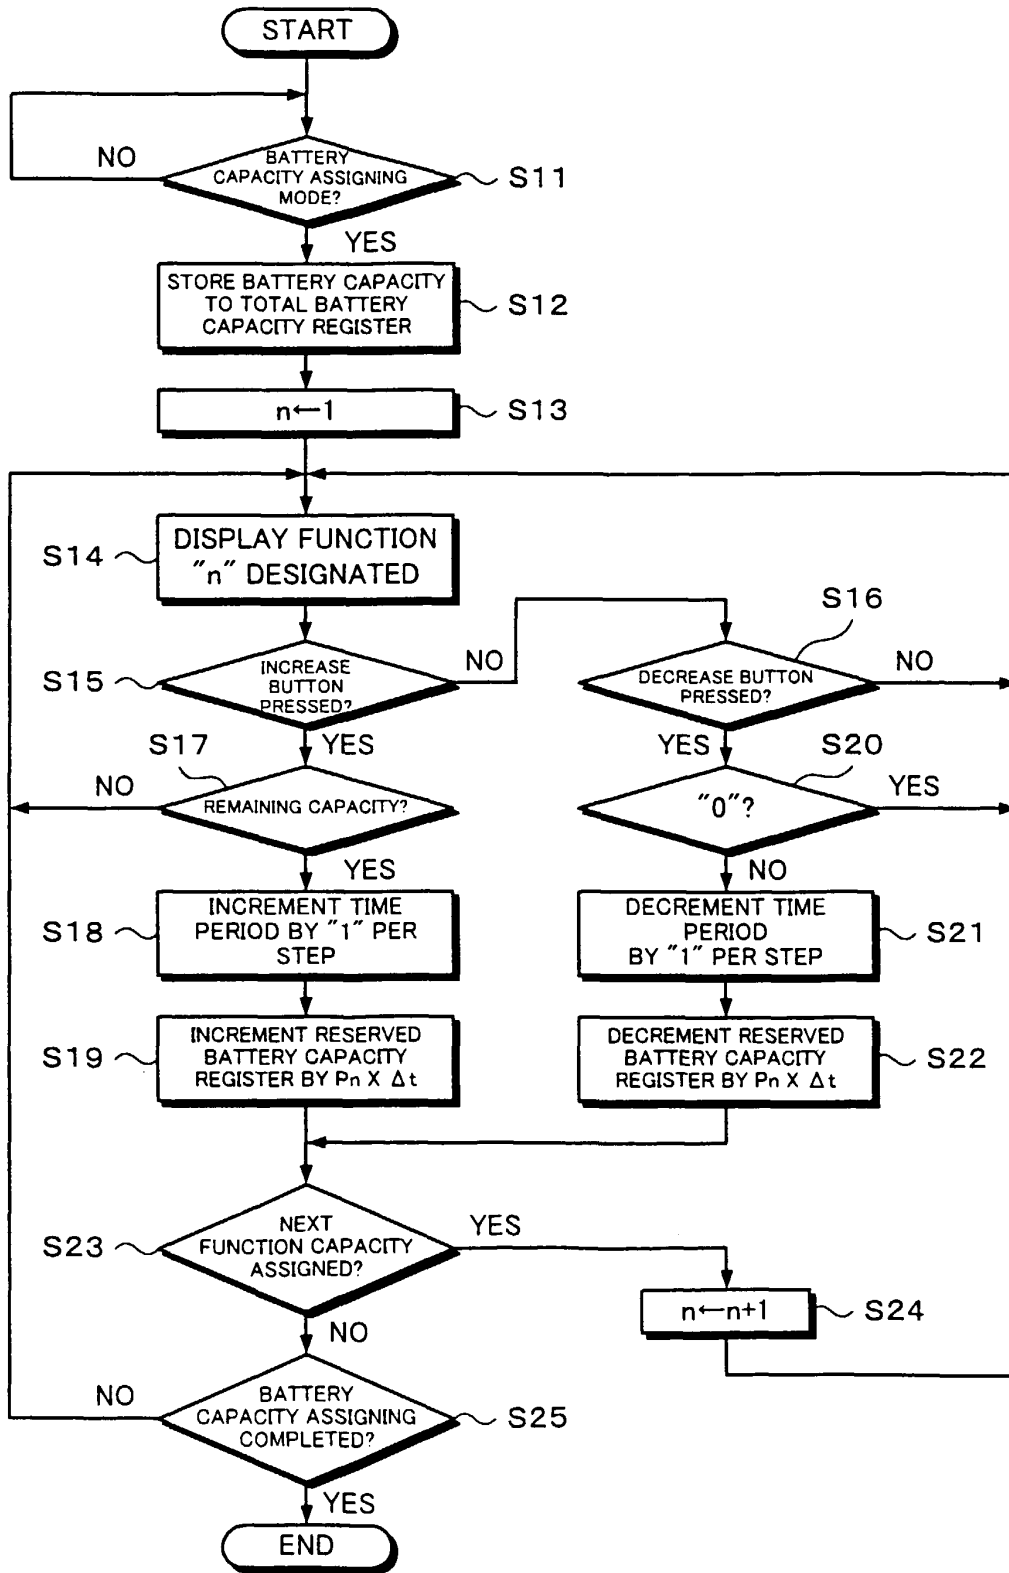 START
NO
BATTERY
CAPACITY ASSIGNING
MODE?
S11
YES
STORE BATTERY CAPACITY
TO TOTAL BATTERY
CAPACITY REGISTER
S12
n←1
S13
S14
DISPLAY FUNCTION
"n" DESIGNATED
S15
INCREASE
BUTTON
PRESSED?
NO
YES
S16
DECREASE BUTTON
PRESSED?
NO
YES
S17
NO
REMAINING CAPACITY?
YES
S20
"0"?
YES
NO
S18
INCREMENT TIME
PERIOD BY "1" PER
STEP
DECREMENT TIME
PERIOD
BY "1" PER STEP
S21
S19
INCREMENT RESERVED
BATTERY CAPACITY
REGISTER BY Pn X Δt
DECREMENT RESERVED
BATTERY CAPACITY
REGISTER BY Pn X Δt
S22
S23
NEXT
FUNCTION CAPACITY
ASSIGNED?
YES
NO
n←n+1
S24
NO
BATTERY
CAPACITY ASSIGNING
COMPLETED?
S25
YES
END